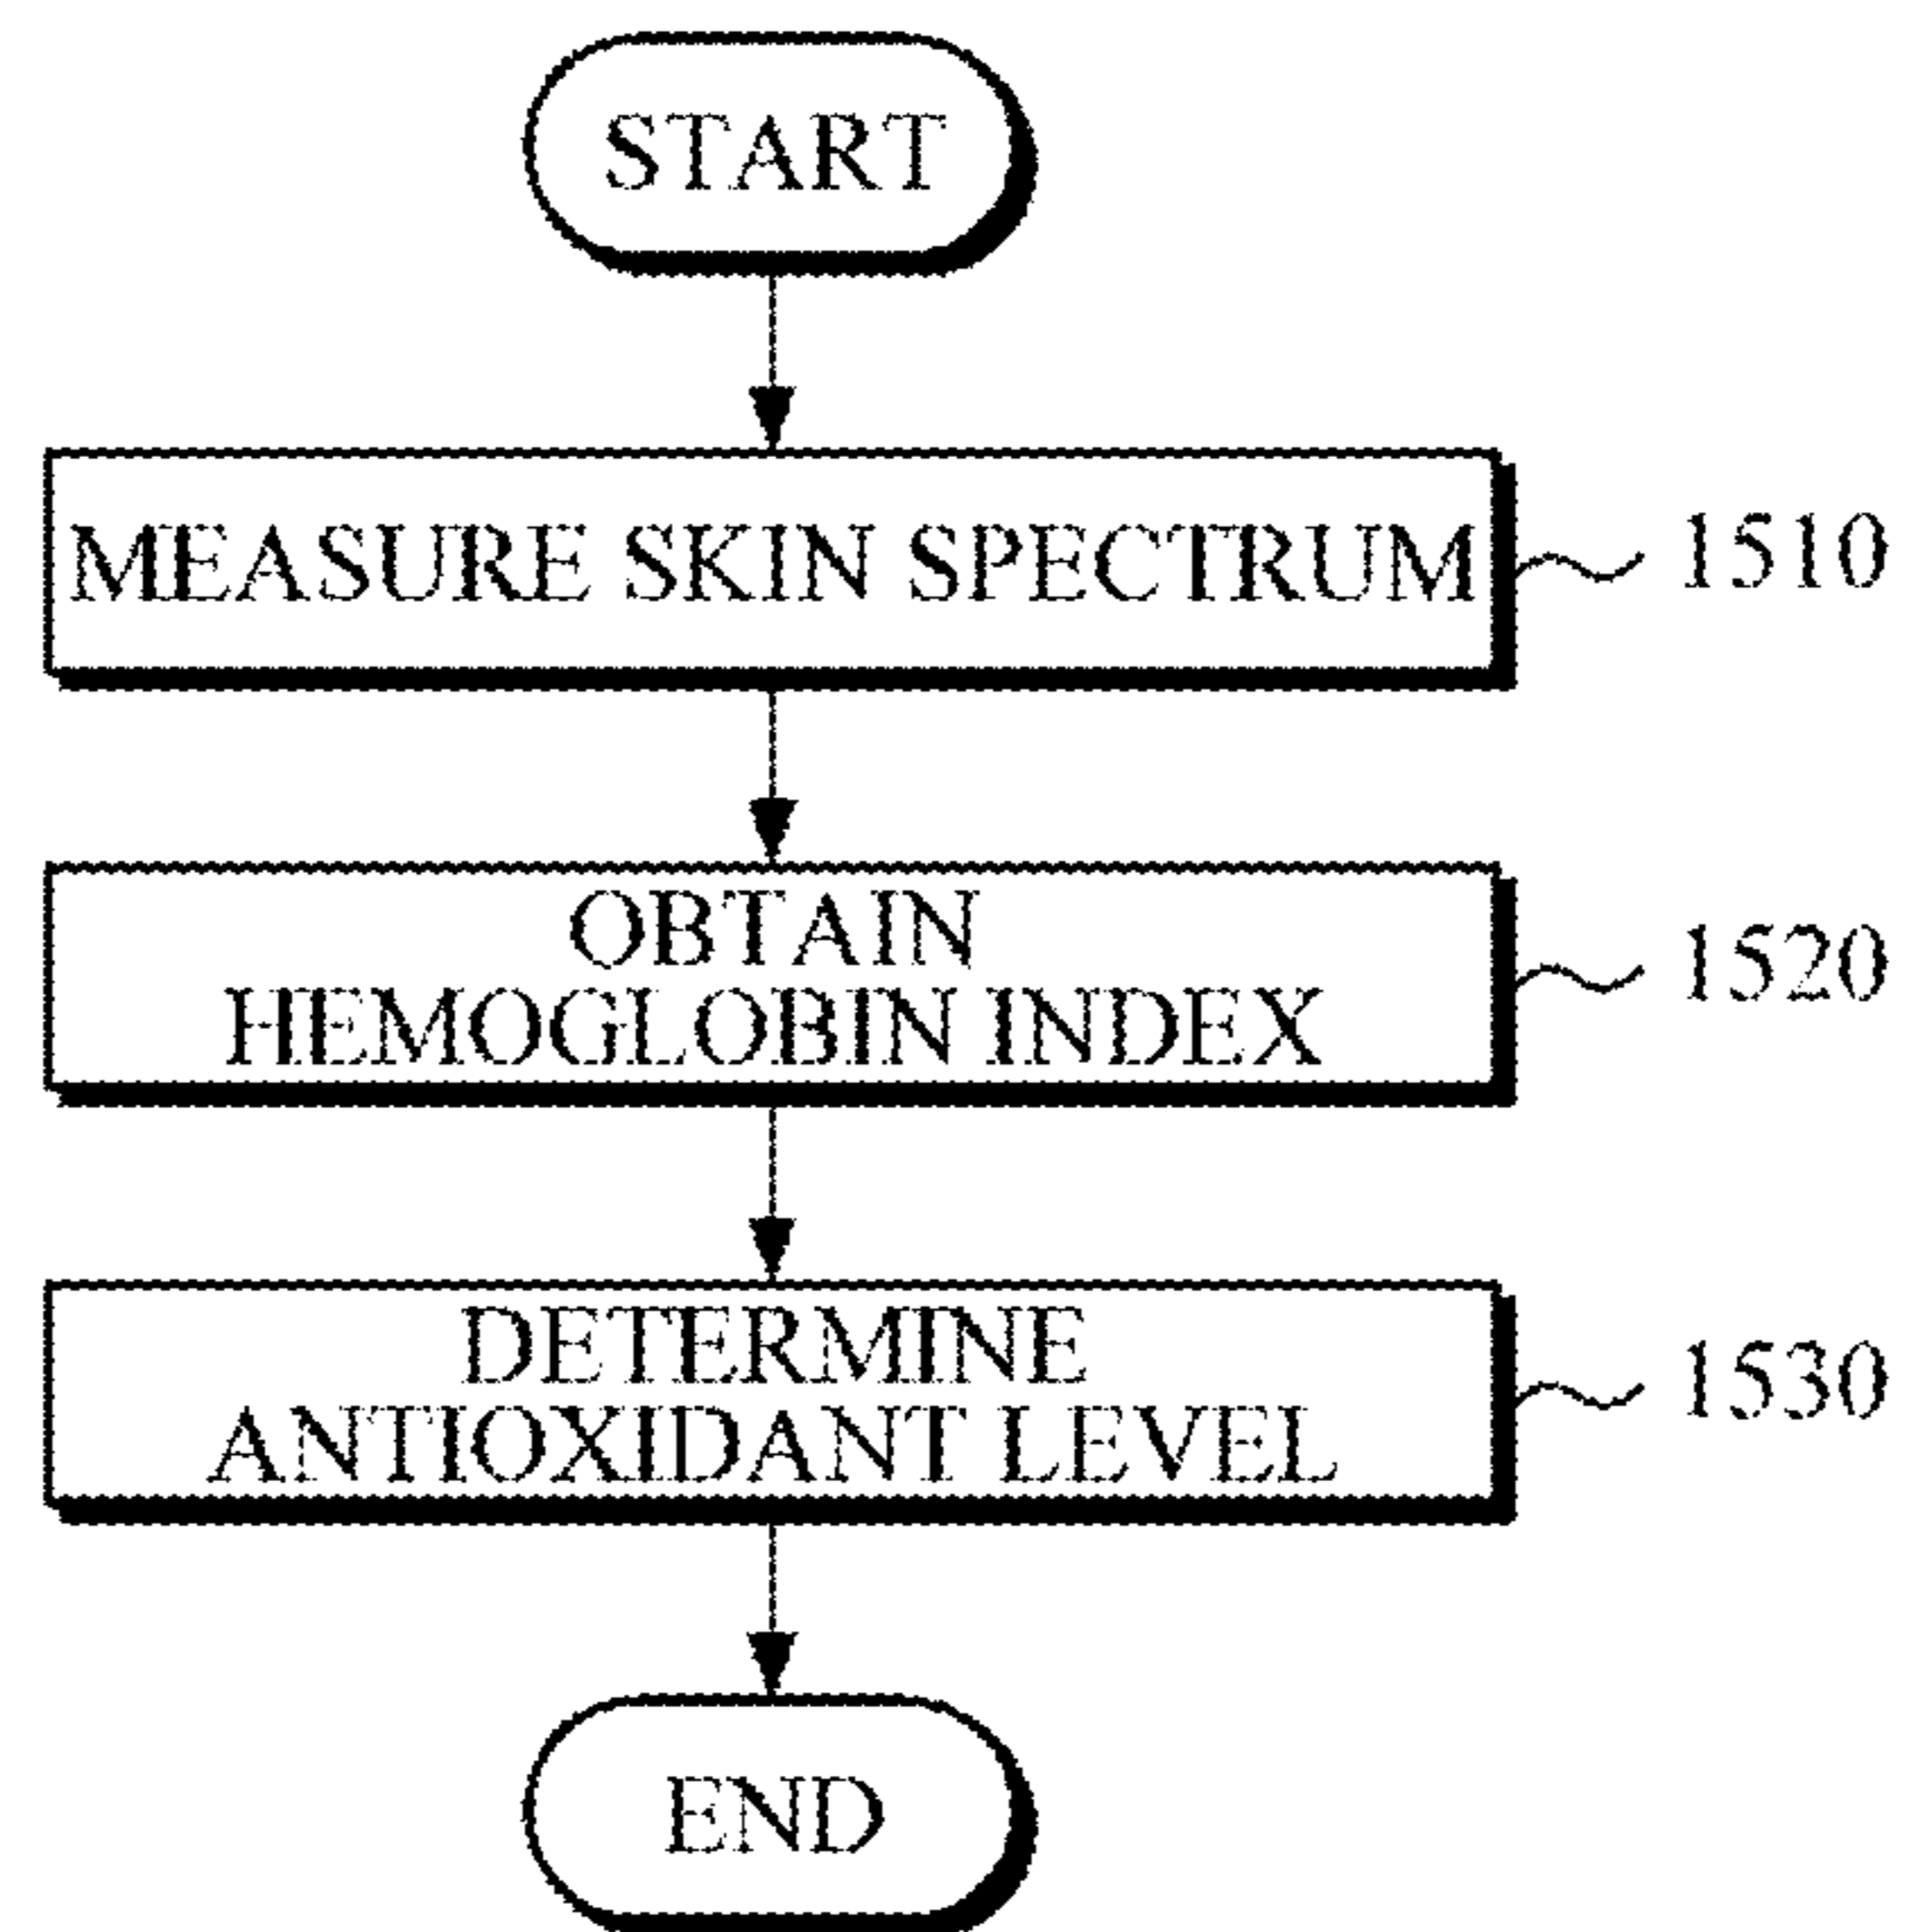 START
MEASURE SKIN SPECTRUM
1510
OBTAIN
HEMOGLOBIN INDEX
1520
DETERMINE
ANTIOXIDANT LEVEL
1530
END